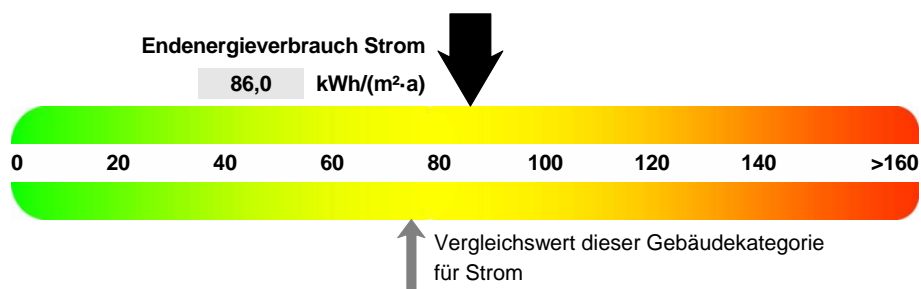 Endenergieverbrauch Strom
86,0 kWh/(m²·a)
0 20 40 60 80 100 120 140 >160
Vergleichswert dieser Gebäudekategorie
für Strom